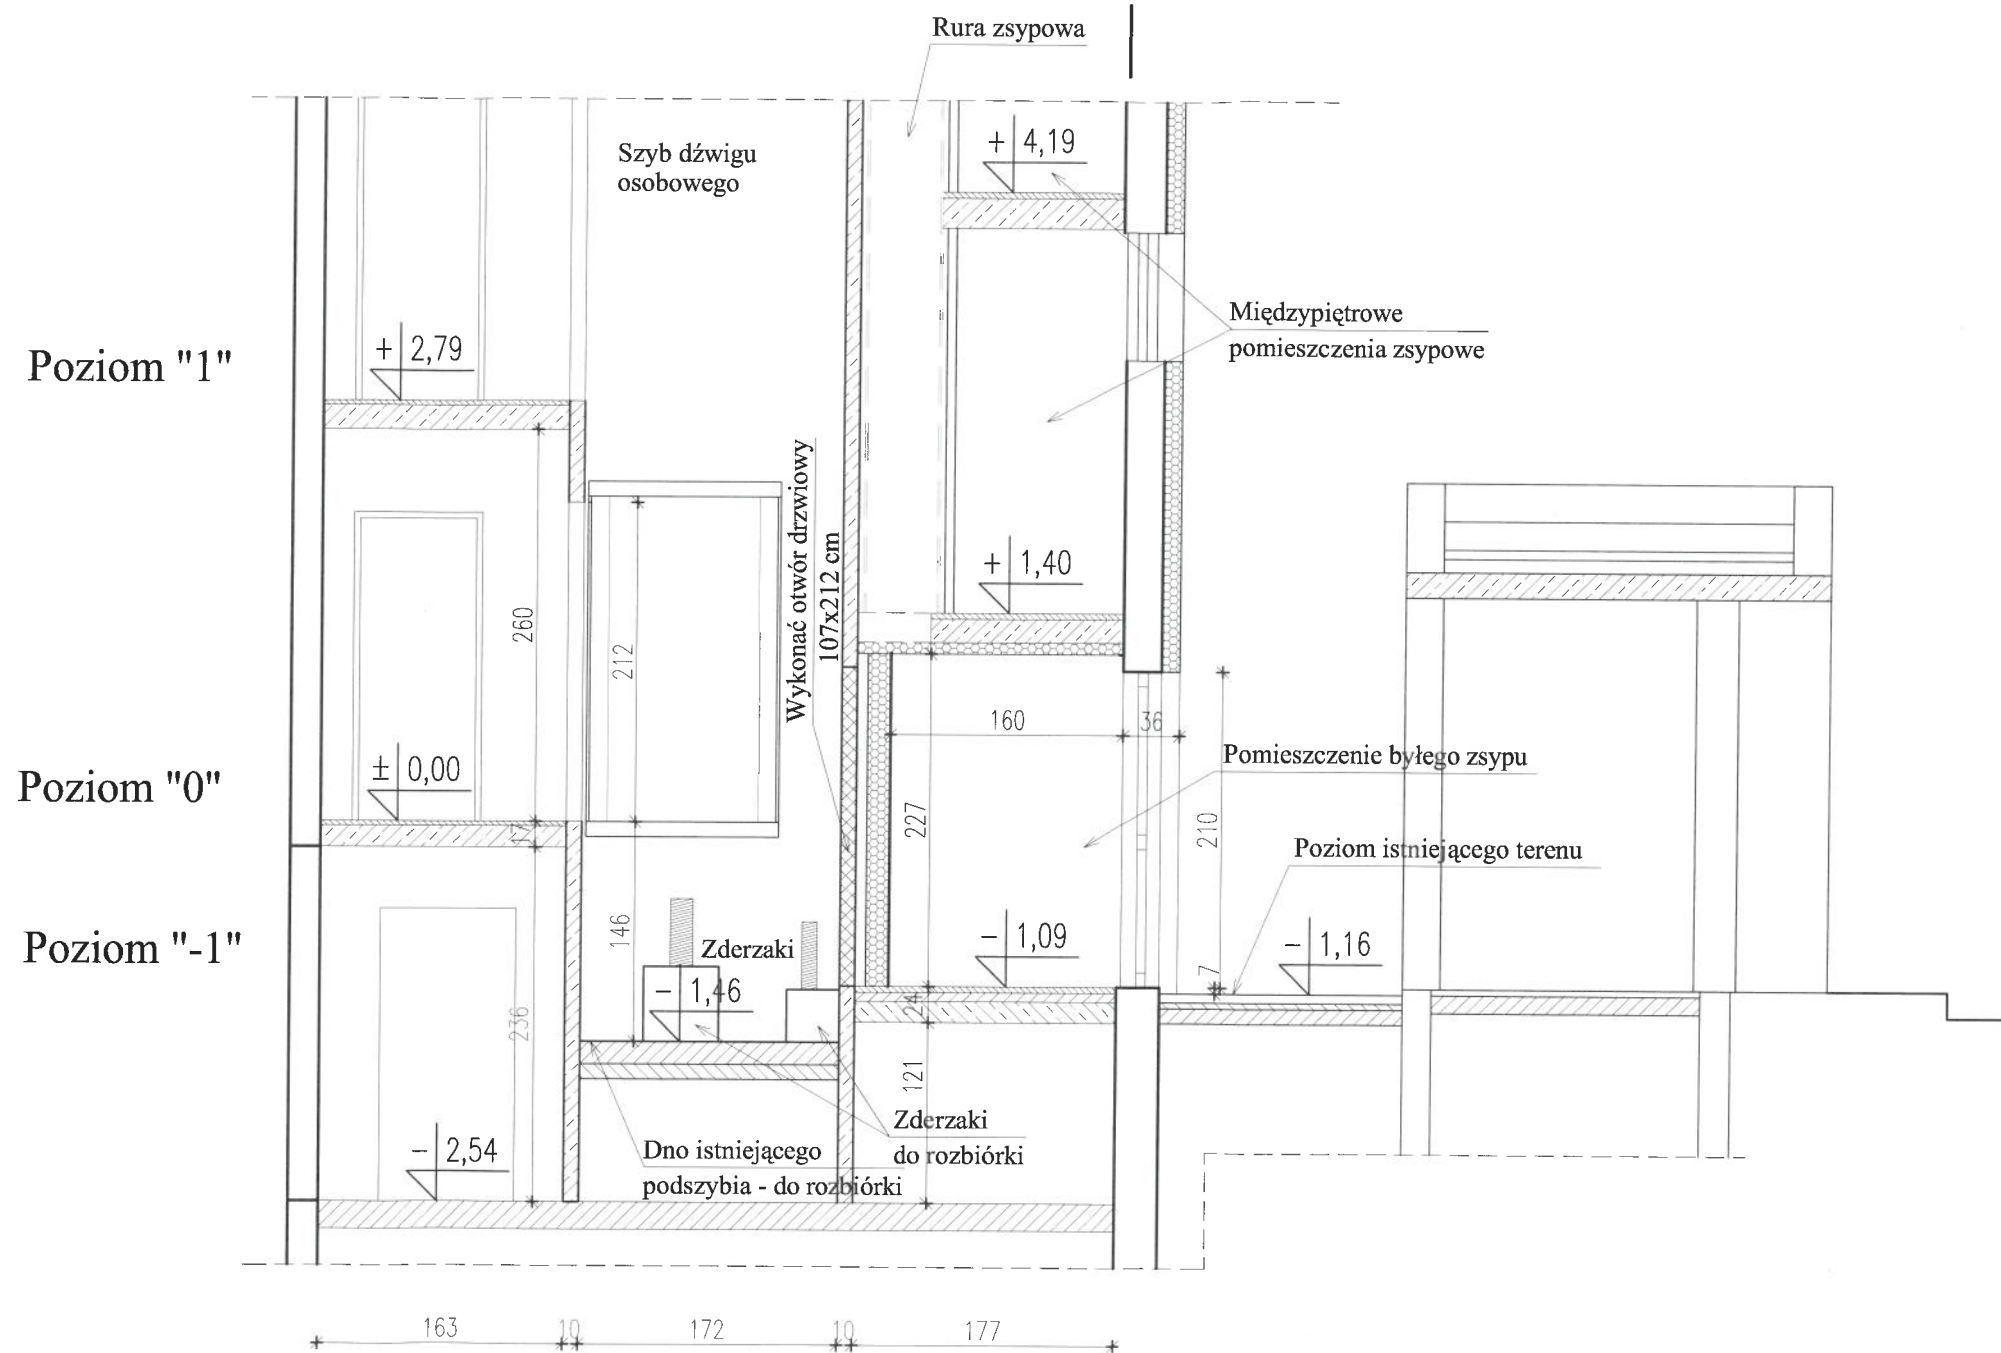 Rura zsypowa
Szyb dźwigu
osobowego
+ 4,19
Międzypiętrowe
pomieszczenia zsypowe
Poziom "1"
+ 2,79
Wykonać otwór drzwiowy
107x212 cm
+ 1,40
260
212
160
36
Pomieszczenie byłego zsypu
Poziom "0"
± 0,00
17
227
210
Poziom istniejącego terenu
Poziom "-1"
146
Zderzaki
- 1,46
- 1,09
7
- 1,16
236
24
121
Zderzaki
do rozbiórki
- 2,54
Dno istniejącego
podszybia - do rozbiórki
163
10
172
10
177